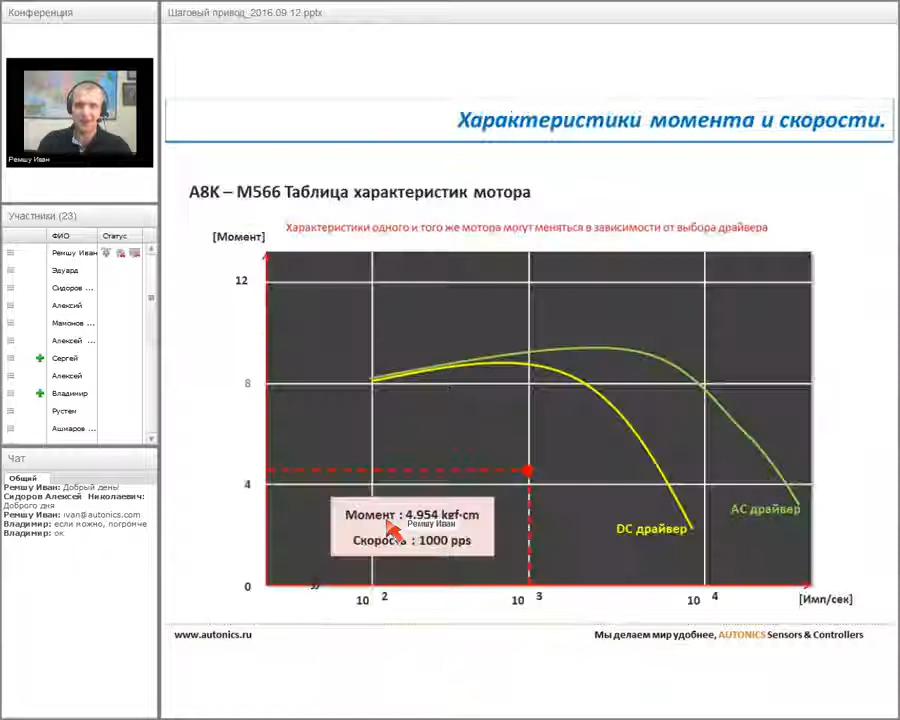 Конференция
Ремшу Иван
Участники (23)
ФИО
Статус
Ремшу Иван
Эдуард
Сидоров ...
Алексий
Мамонов ...
Алексей ...
Сергей
Алексей
Владимир
Рустем
Ашмаров ...
Чат
Общий
Ремшу Иван: Добрый день!
Сидоров Алексей Николаевич:
Доброго дня
Ремшу Иван: ivan@autonics.com
Владимир: если можно, погромче
Владимир: ок
Шаговый привод_2016.09 12.pptx
Характеристики момента и скорости.
A8K – M566 Таблица характеристик мотора
Характеристики одного и того же мотора могут меняться в зависимости от выбора драйвера
[Момент]
12
8
4
0
Момент : 4.954 kgf·cm
Ремшу Иван
Скорость : 1000 pps
DC драйвер
AC драйвер
10 2
10 3
10 4
[Имп/сек]
www.autonics.ru
Мы делаем мир удобнее, AUTONICS Sensors & Controllers